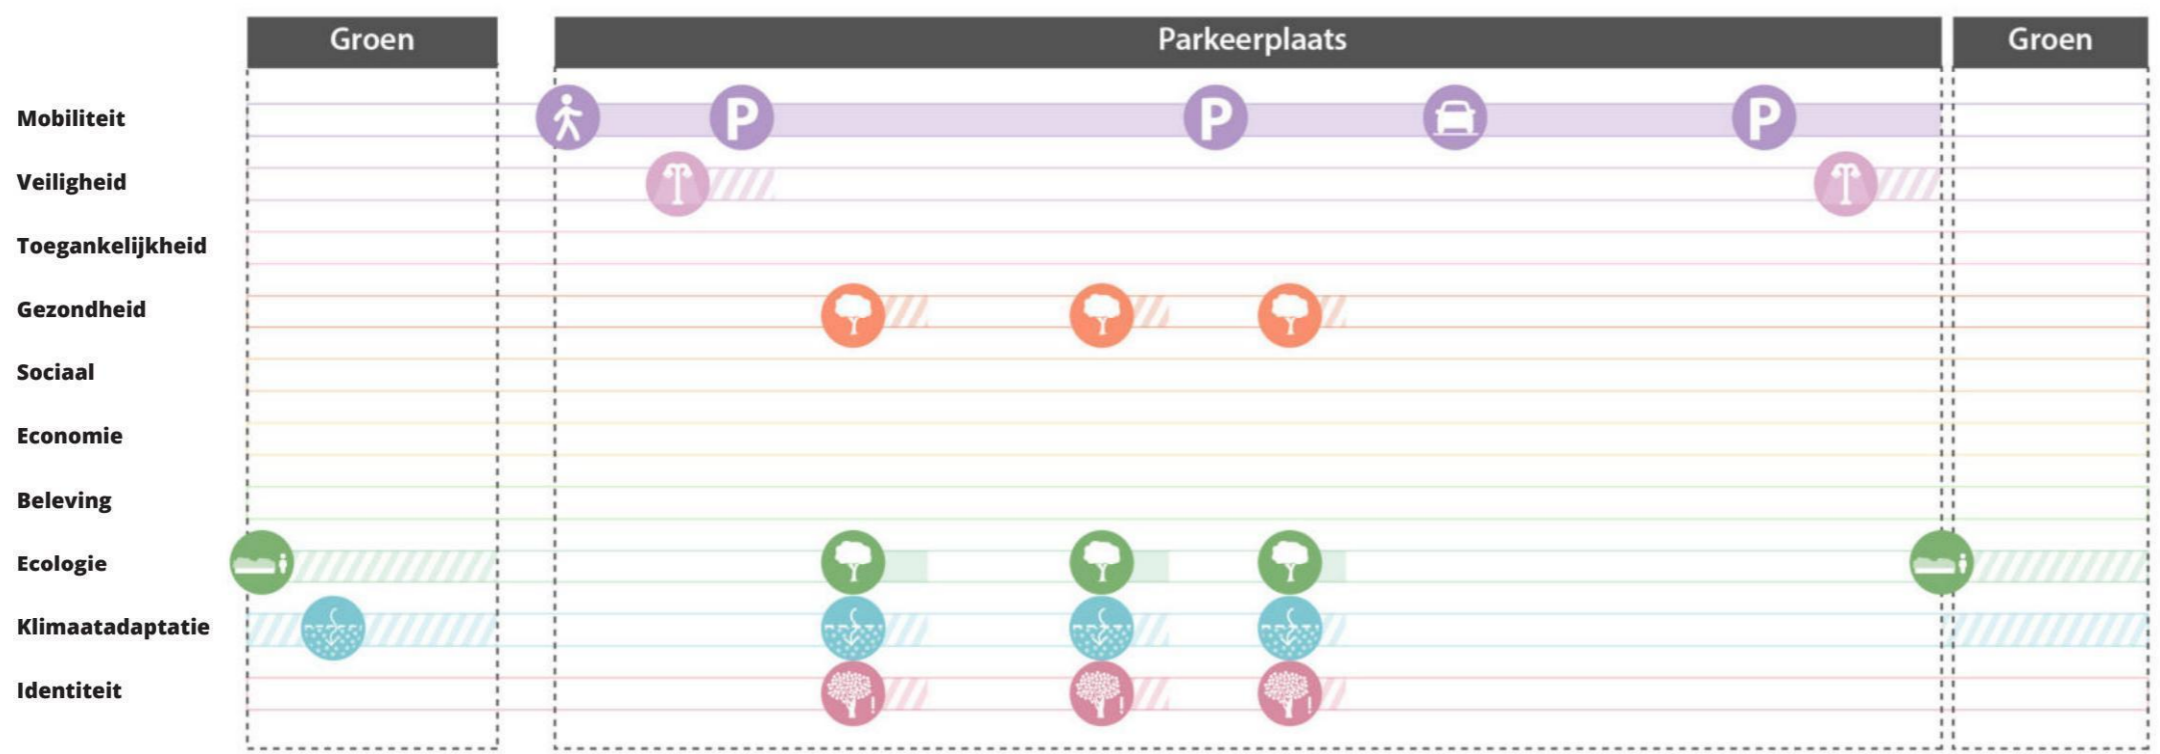 Groen Parkeerplaats Groen
Mobiliteit P P P
Veiligheid
Toegankelijkheid
Gezondheid
Sociaal
Economie
Beleving
Ecologie
Klimaatadaptatie
Identiteit ! ! !